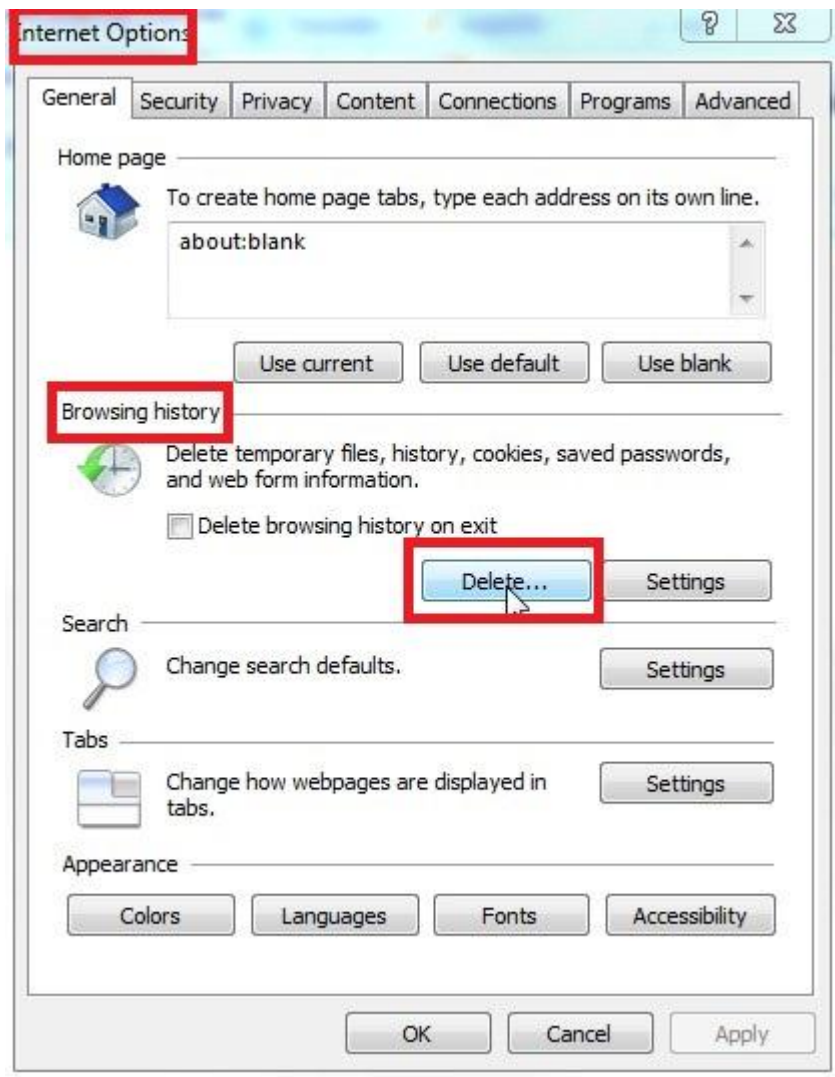 Internet Options
General Security Privacy Content Connections Programs Advanced
Home page
To create home page tabs, type each address on its own line.
about:blank
Use current Use default Use blank
Browsing history
Delete temporary files, history, cookies, saved passwords,
and web form information.
Delete browsing history on exit
Delete... Settings
Search
Change search defaults. Settings
Tabs
Change how webpages are displayed in
tabs.
Settings
Appearance
Colors Languages Fonts Accessibility
OK Cancel Apply